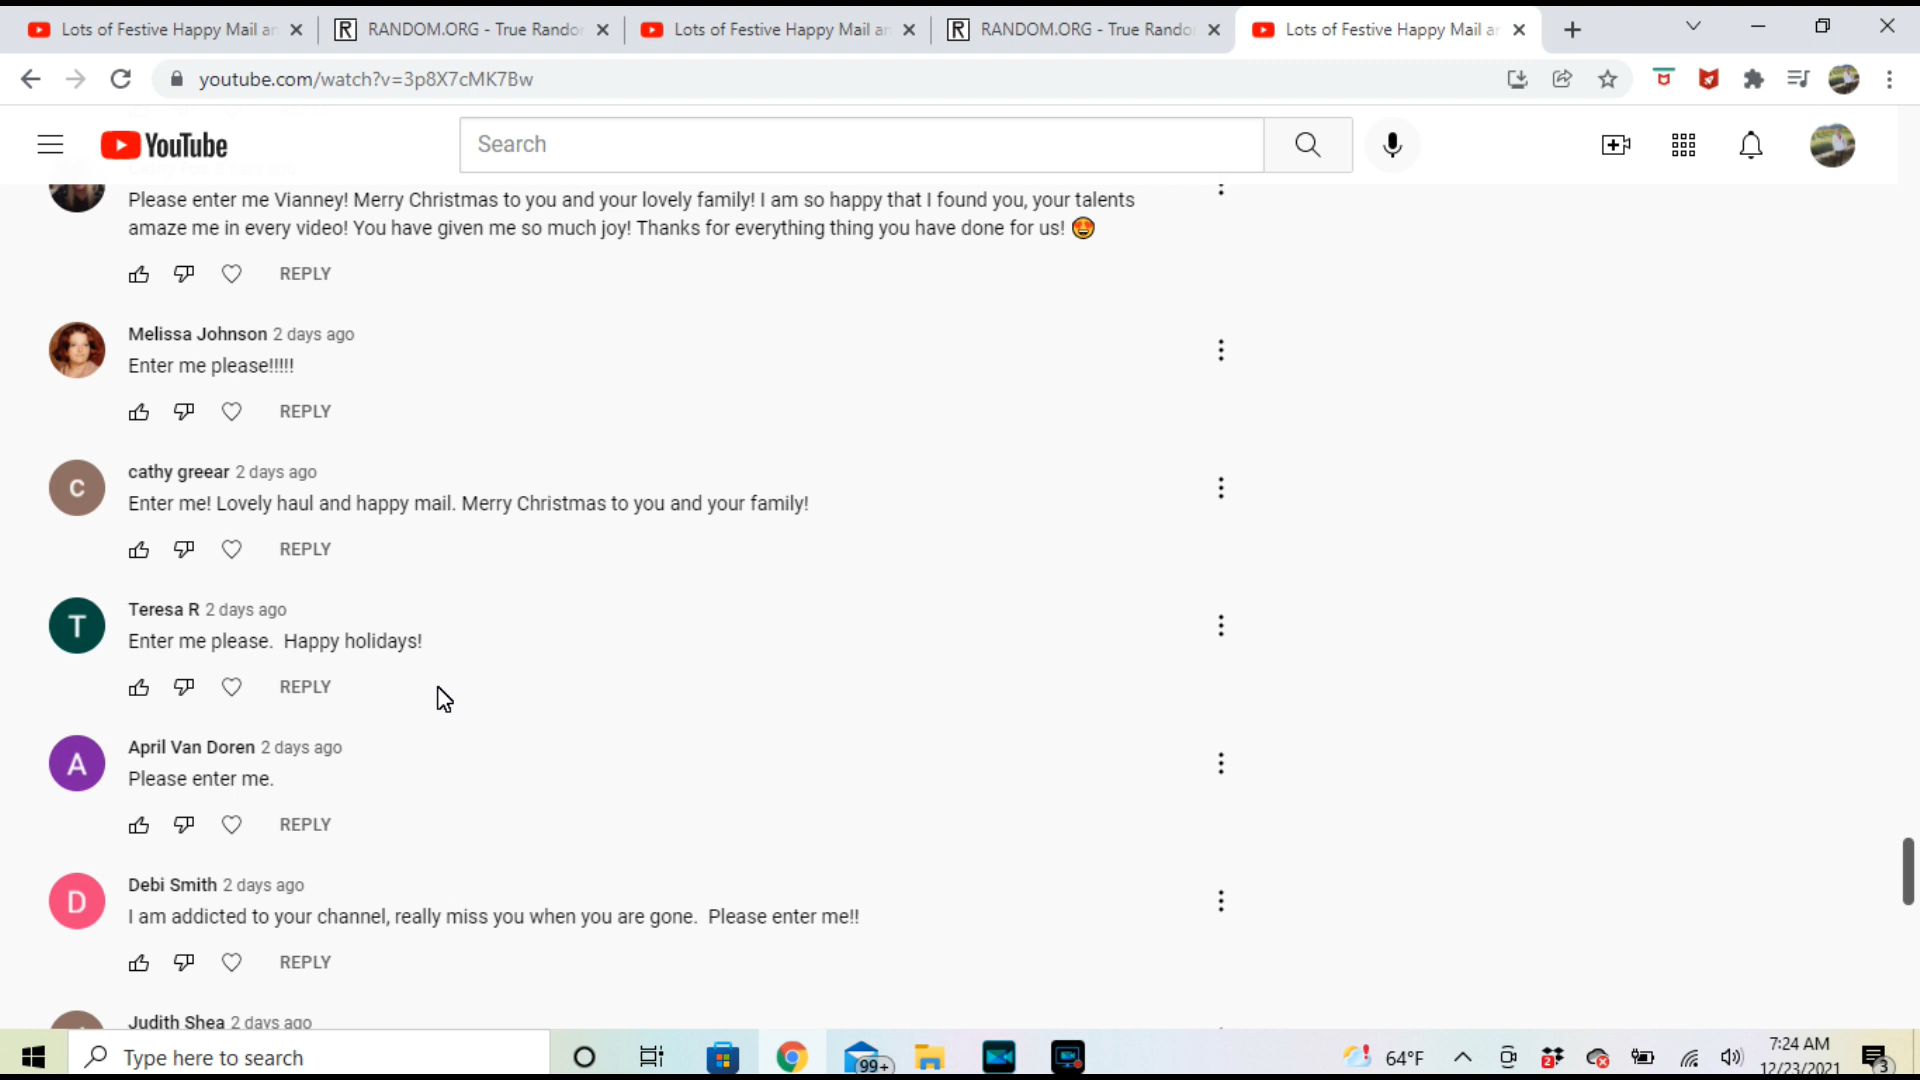 Lots of Festive Happy Mail ar
RANDOM.ORG - True Rando
Lots of Festive Happy Mail ar
RANDOM.ORG - True Rando
Lots of Festive Happy Mail ar
youtube.com/watch?v=3p8X7cMK7Bw
YouTube
Search
Please enter me Vianney! Merry Christmas to you and your lovely family! I am so happy that I found you, your talents
amaze me in every video! You have given me so much joy! Thanks for everything thing you have done for us! 😍
REPLY
Melissa Johnson 2 days ago
Enter me please!!!!!
REPLY
C
cathy greear 2 days ago
Enter me! Lovely haul and happy mail. Merry Christmas to you and your family!
REPLY
T
Teresa R 2 days ago
Enter me please.  Happy holidays!
REPLY
A
April Van Doren 2 days ago
Please enter me.
REPLY
D
Debi Smith 2 days ago
I am addicted to your channel, really miss you when you are gone.  Please enter me!!
REPLY
Judith Shea 2 days ago
Type here to search
99+
64°F
2
7:24 AM
12/23/2021
3